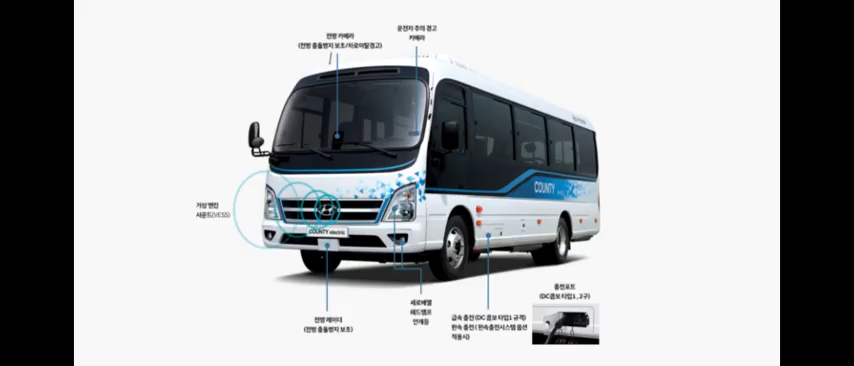 전방 카메라
(전방 충돌방지 보조/차로이탈경고)
운전자 주의 경고
카메라
가상 엔진
사운드(VESS)
COUNTY
COUNTY electric
전방 레이더
(전방 충돌방지 보조)
세로배열
헤드램프
안개등
급속 충전 (DC 콤보 타입1 규격)
완속 충전 ( 완속충전시스템 옵션
적용시)
충전포트
(DC콤보 타입1 , 2구)